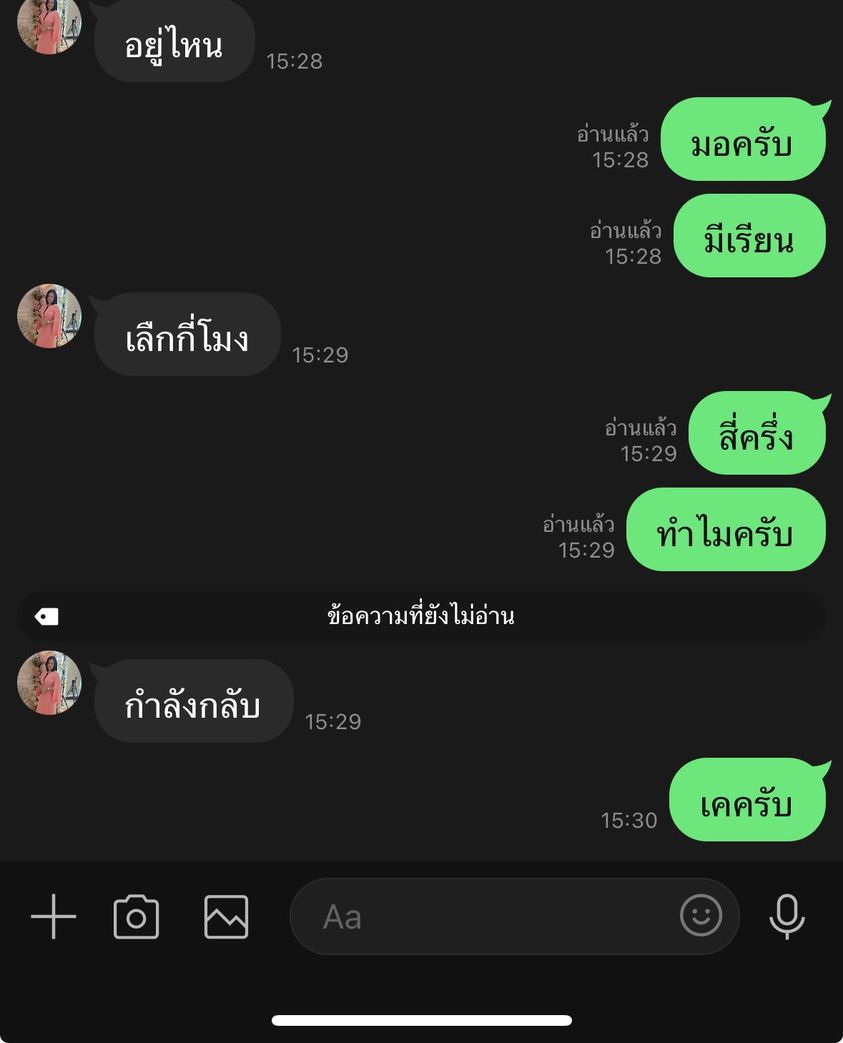 อยู่ไหน
15:28
อ่านแล้ว
15:28
มอครับ
อ่านแล้ว
15:28
มีเรียน
เลืกกี่โมง
15:29
อ่านแล้ว
15:29
สี่ครึ่ง
อ่านแล้ว
15:29
ทำไมครับ
ข้อความที่ยังไม่อ่าน
กำลังกลับ
15:29
15:30
เคครับ
Aa